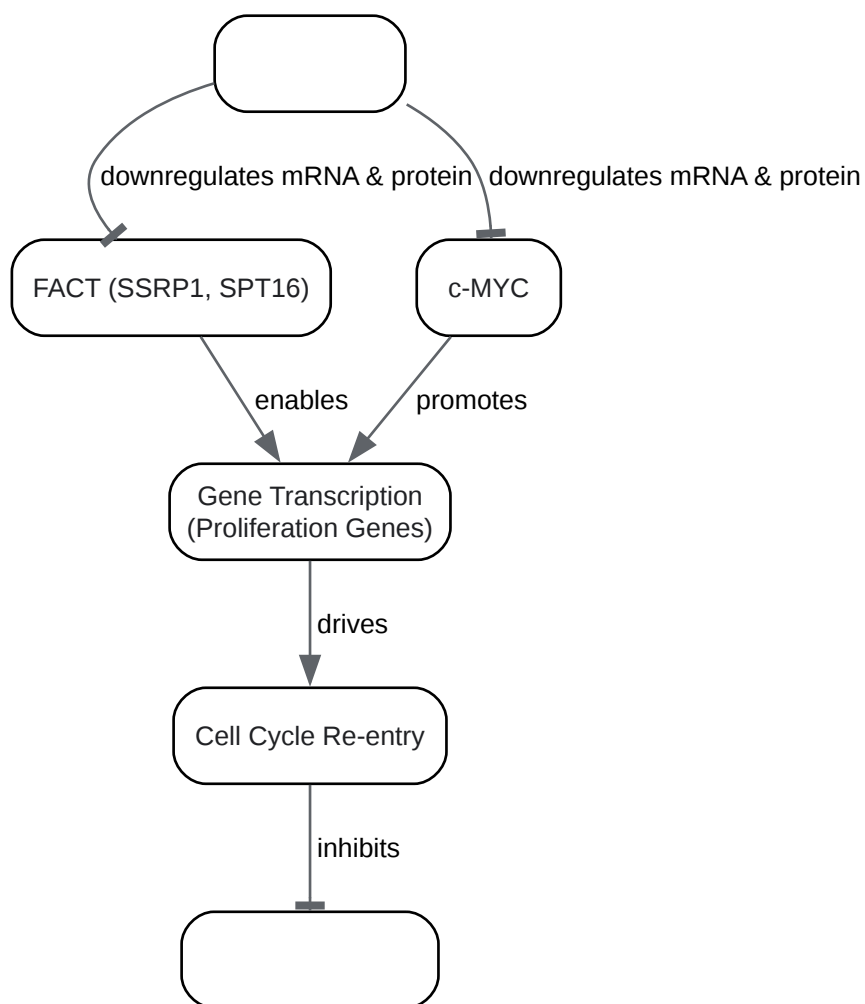 downregulates mRNA & protein
downregulates mRNA & protein
FACT (SSRP1, SPT16)
c-MYC
enables
promotes
Gene Transcription
(Proliferation Genes)
drives
Cell Cycle Re-entry
inhibits